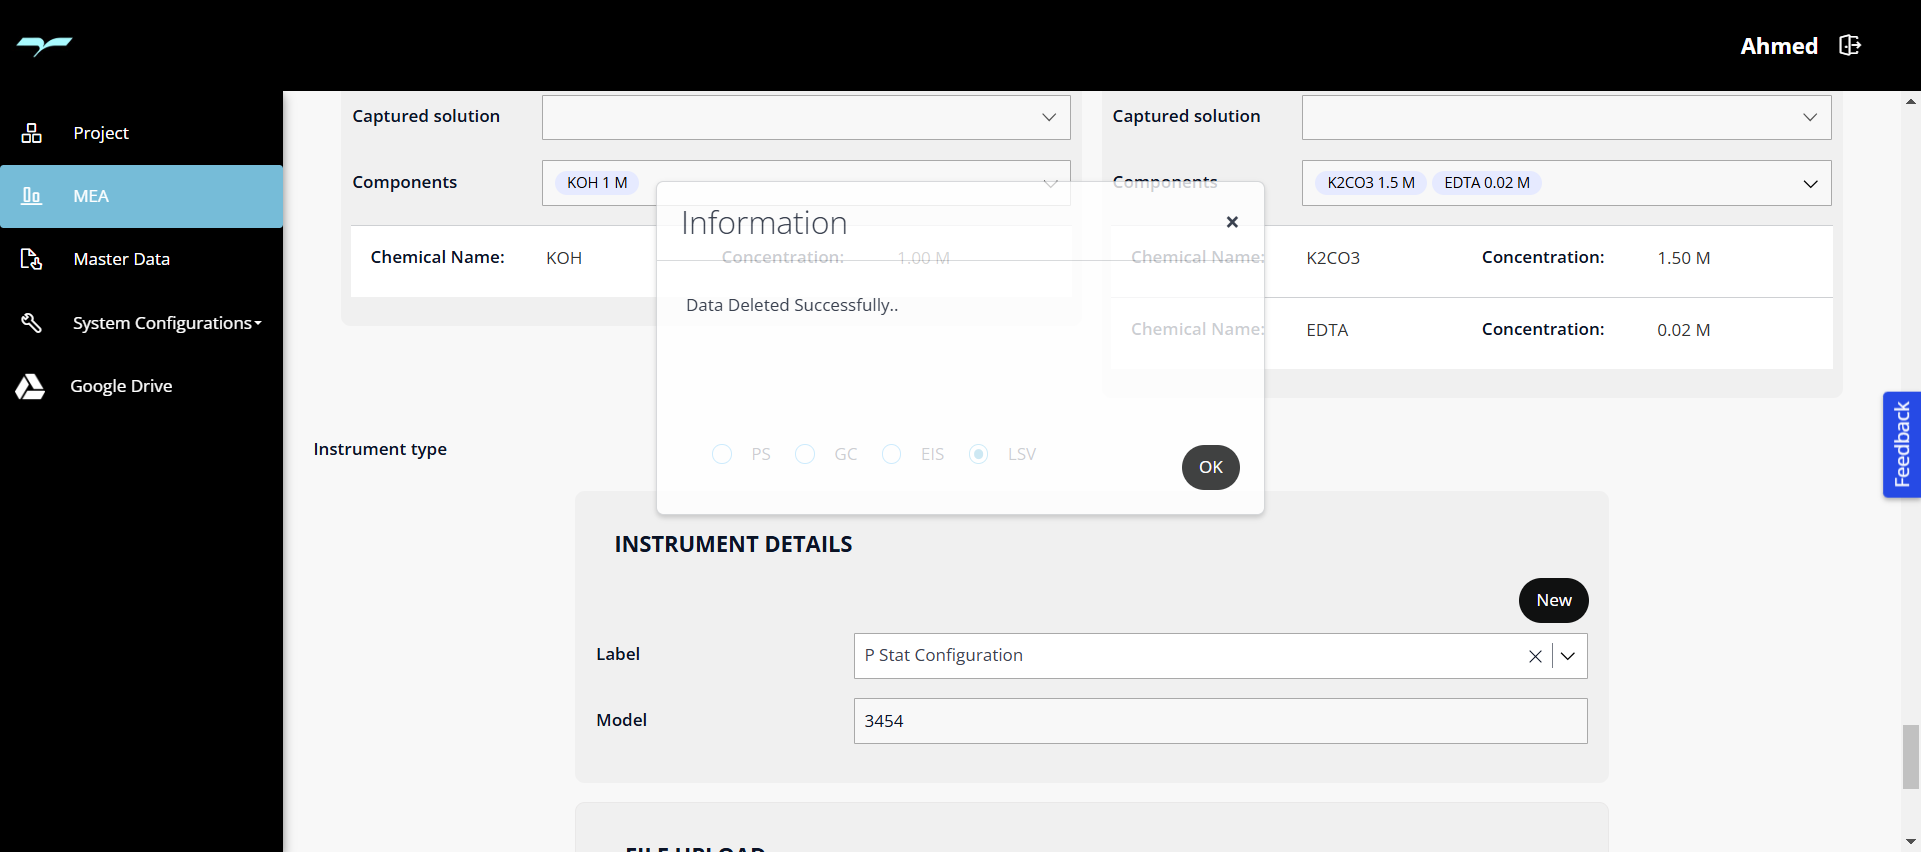 Ahmed
Project
MEA
Master Data
System Configurations
Google Drive
Captured solution
Components
KOH 1 M
Chemical Name: KOH Concentration: 1.00 M
Captured solution
Components
K2CO3 1.5 M EDTA 0.02 M
Chemical Name: K2CO3 Concentration: 1.50 M
Chemical Name: EDTA Concentration: 0.02 M
Information
Data Deleted Successfully..
OK
Instrument type
PS GC EIS LSV
INSTRUMENT DETAILS
New
Label P Stat Configuration
Model 3454
FILE UPLOAD
Feedback